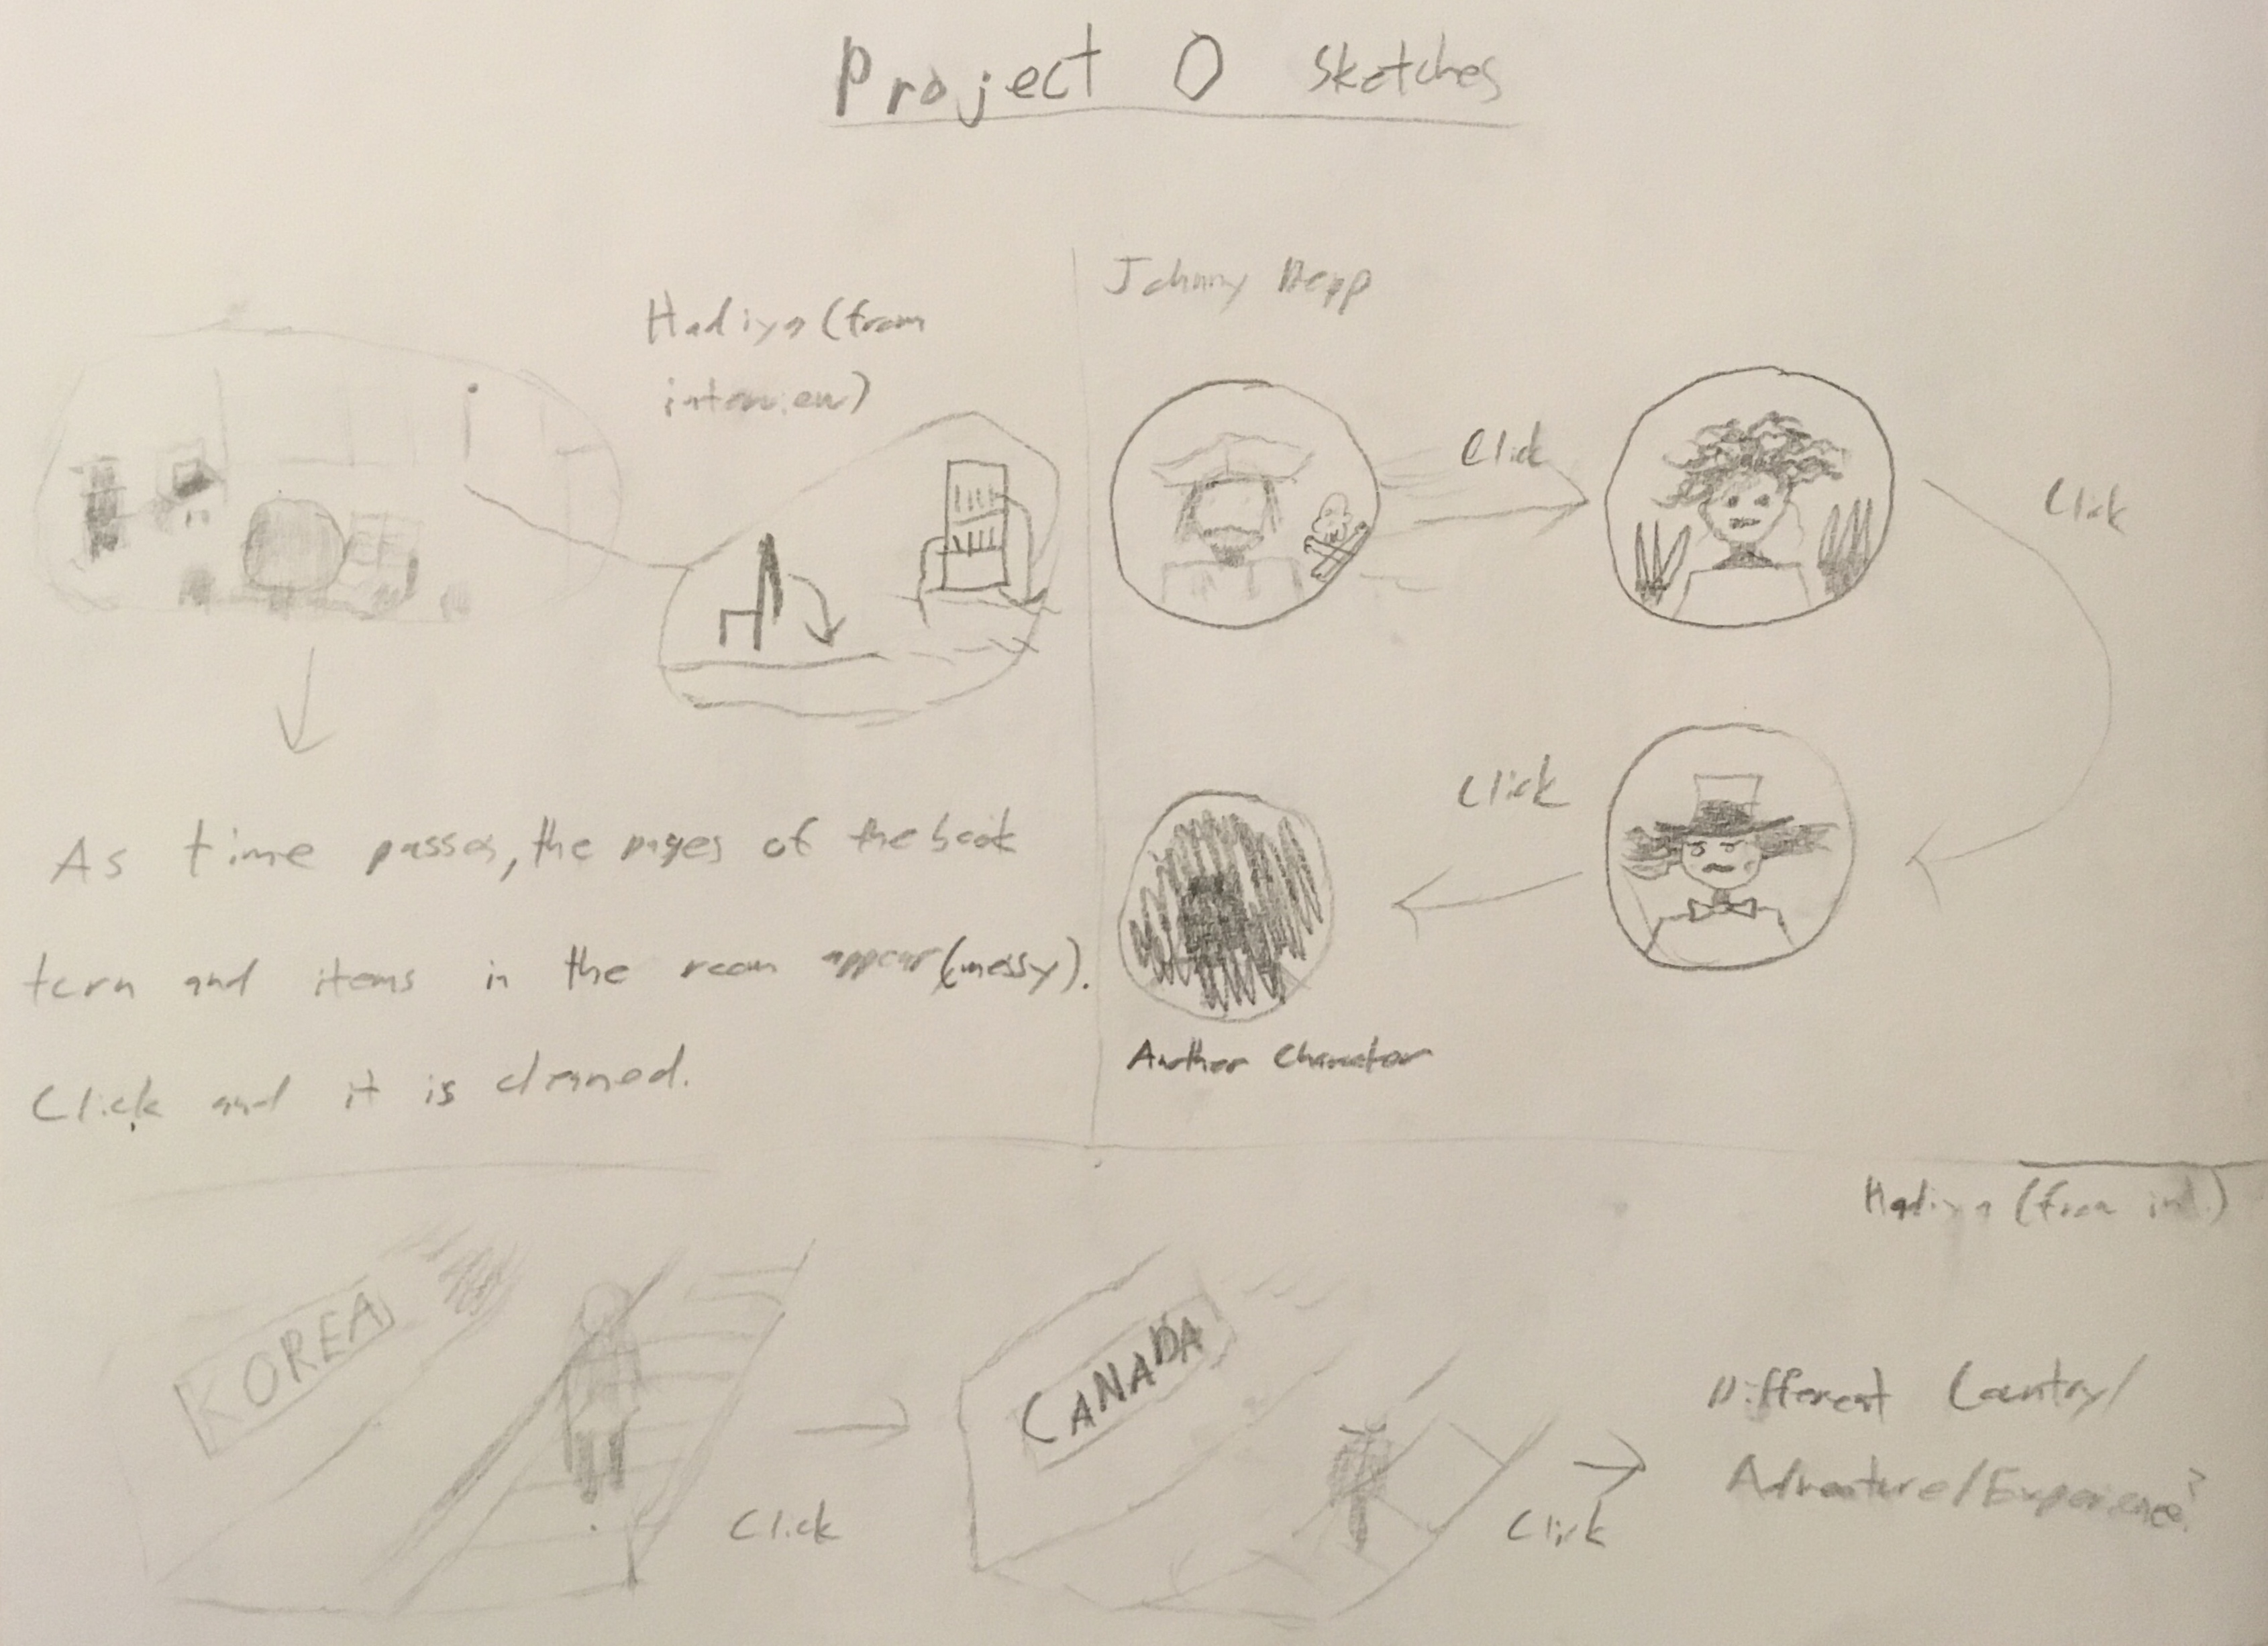 Project 0 Sketches
Hadiya (from
interview)
As time passes, the pages of the book
turn and items in the room appear (messy).
Click and it is cleaned.
Johnny Depp
Click
Click
Click
Another Character
Hadiya (from int.)
KOREA
Click
CANADA
Click
Different Country/
Adventure/Experience?